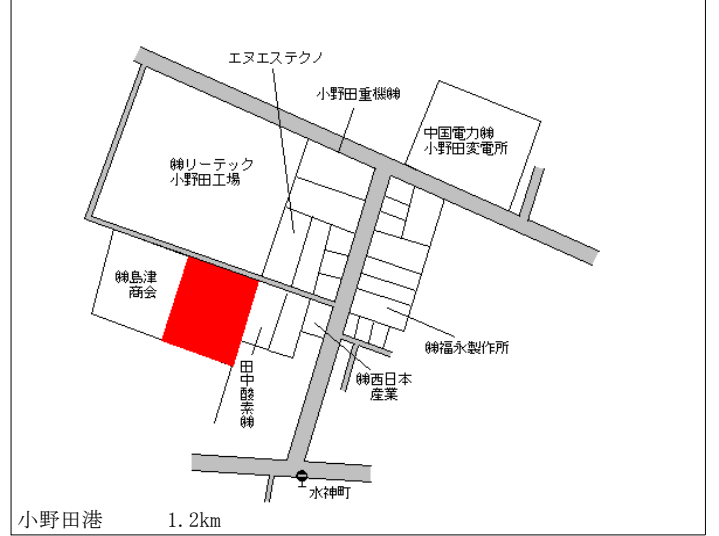 エヌエステクノ
小野田重機㈱
中国電力㈱
小野田変電所
㈱リーテック
小野田工場
㈱島津
商会
㈱福永製作所
㈱西日本
産業
田中酸素㈱
水神町
小野田港 1.2km